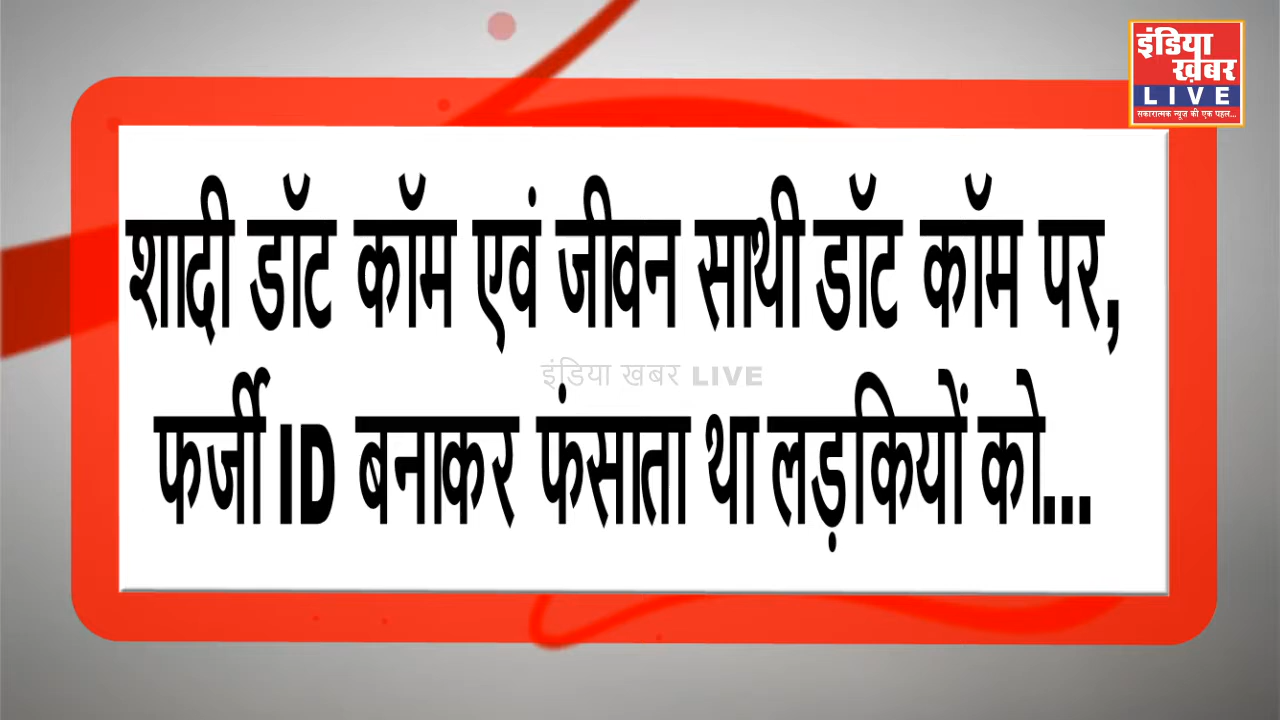 इंडिया
ख़बर
LIVE
सकारात्मक न्यूज़ की एक पहल...
शादी डॉट कॉम एवं जीवन साथी डॉट कॉम पर,
इंडिया खबर LIVE
फर्जी ID बनाकर फंसाता था लड़कियों को...